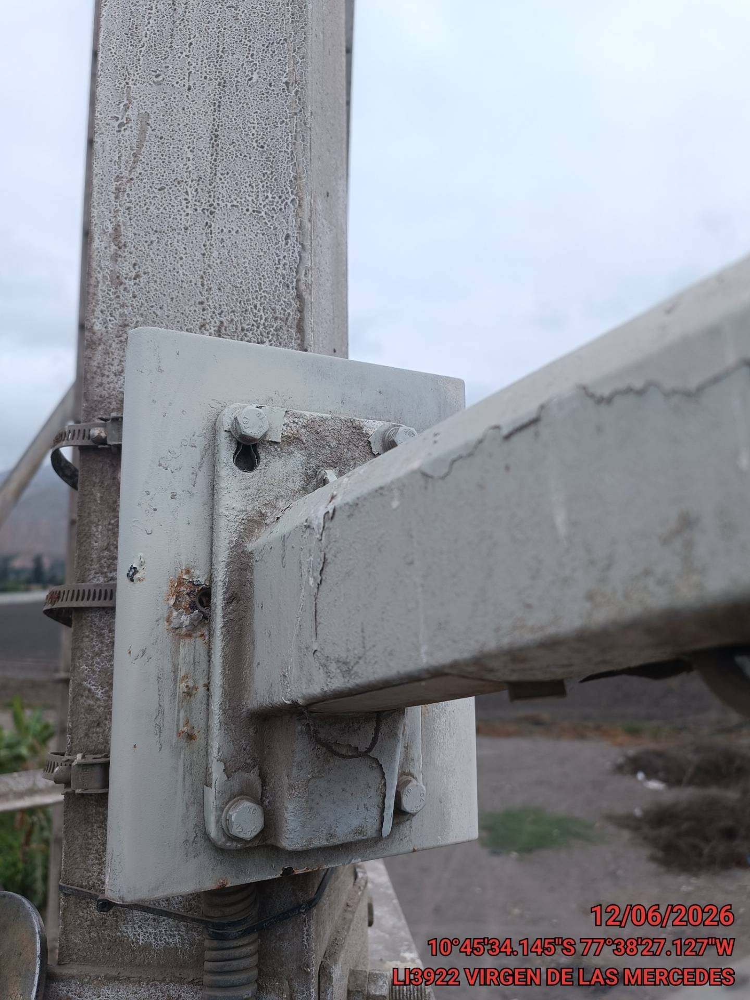 12/06/2026
10°45'34.145"S 77°38'27.127"W
LI3922 VIRGEN DE LAS MERCEDES